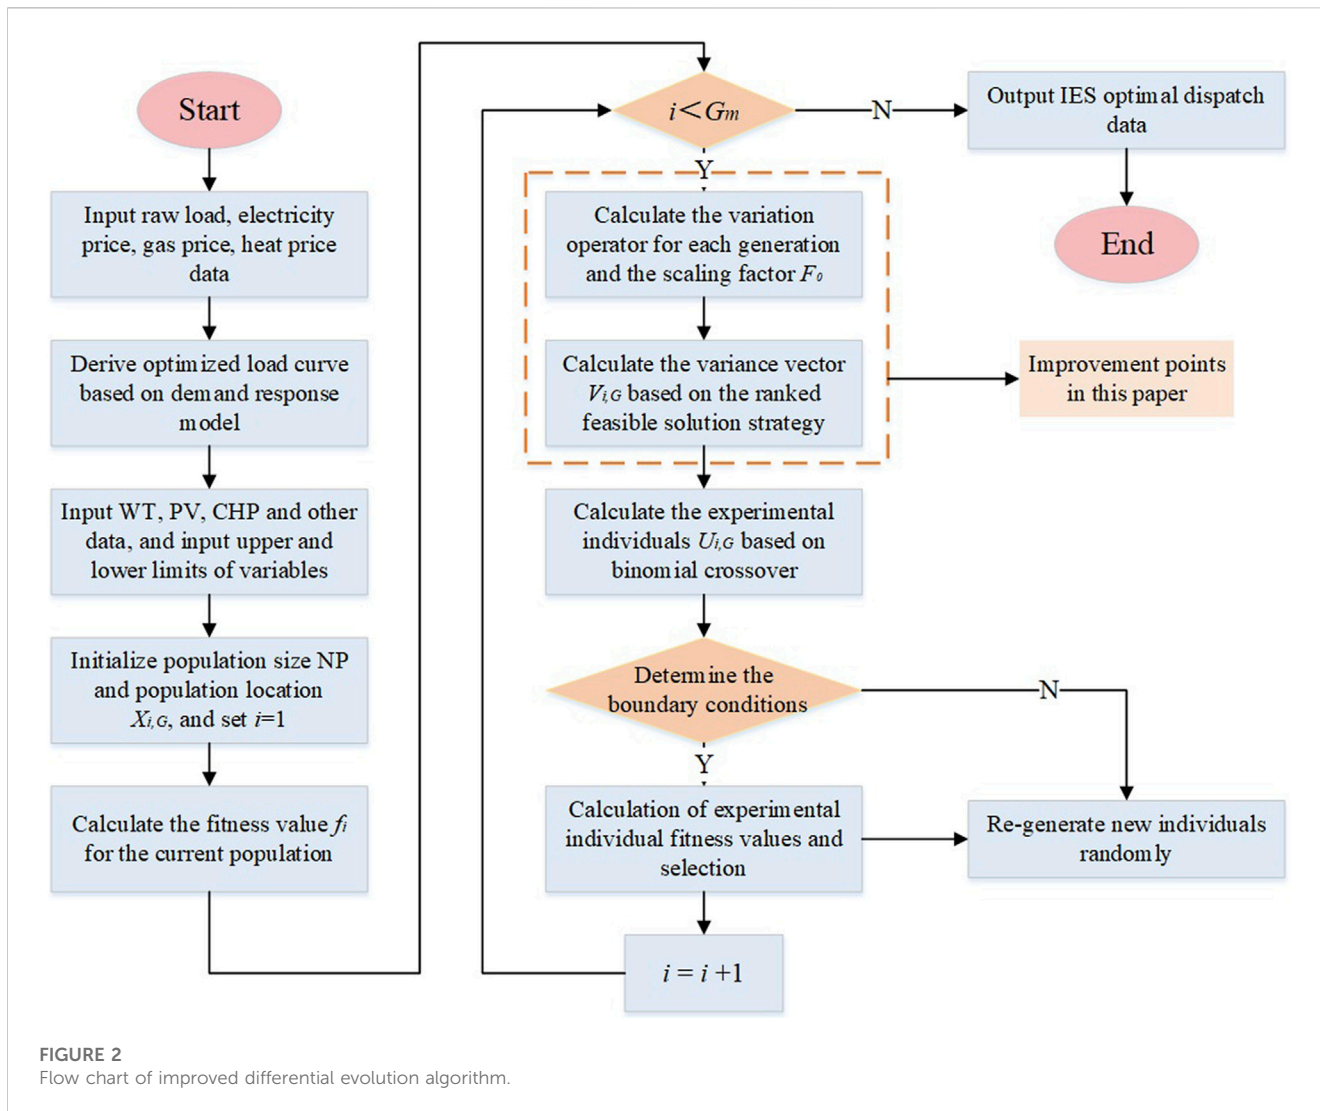 Start
Input raw load, electricity
price, gas price, heat price
data
Derive optimized load curve
based on demand response
model
Input WT, PV, CHP and other
data, and input upper and
lower limits of variables
Initialize population size NP
and population location
Xi,G, and set i=1
Calculate the fitness value fi
for the current population
i<Gm
N
Output IES optimal dispatch
data
End
Y
Calculate the variation
operator for each generation
and the scaling factor F0
Calculate the variance vector
Vi,G based on the ranked
feasible solution strategy
Improvement points
in this paper
Calculate the experimental
individuals Ui,G based on
binomial crossover
Determine the
boundary conditions
N
Y
Calculation of experimental
individual fitness values and
selection
Re-generate new individuals
randomly
i = i +1
FIGURE 2
Flow chart of improved differential evolution algorithm.